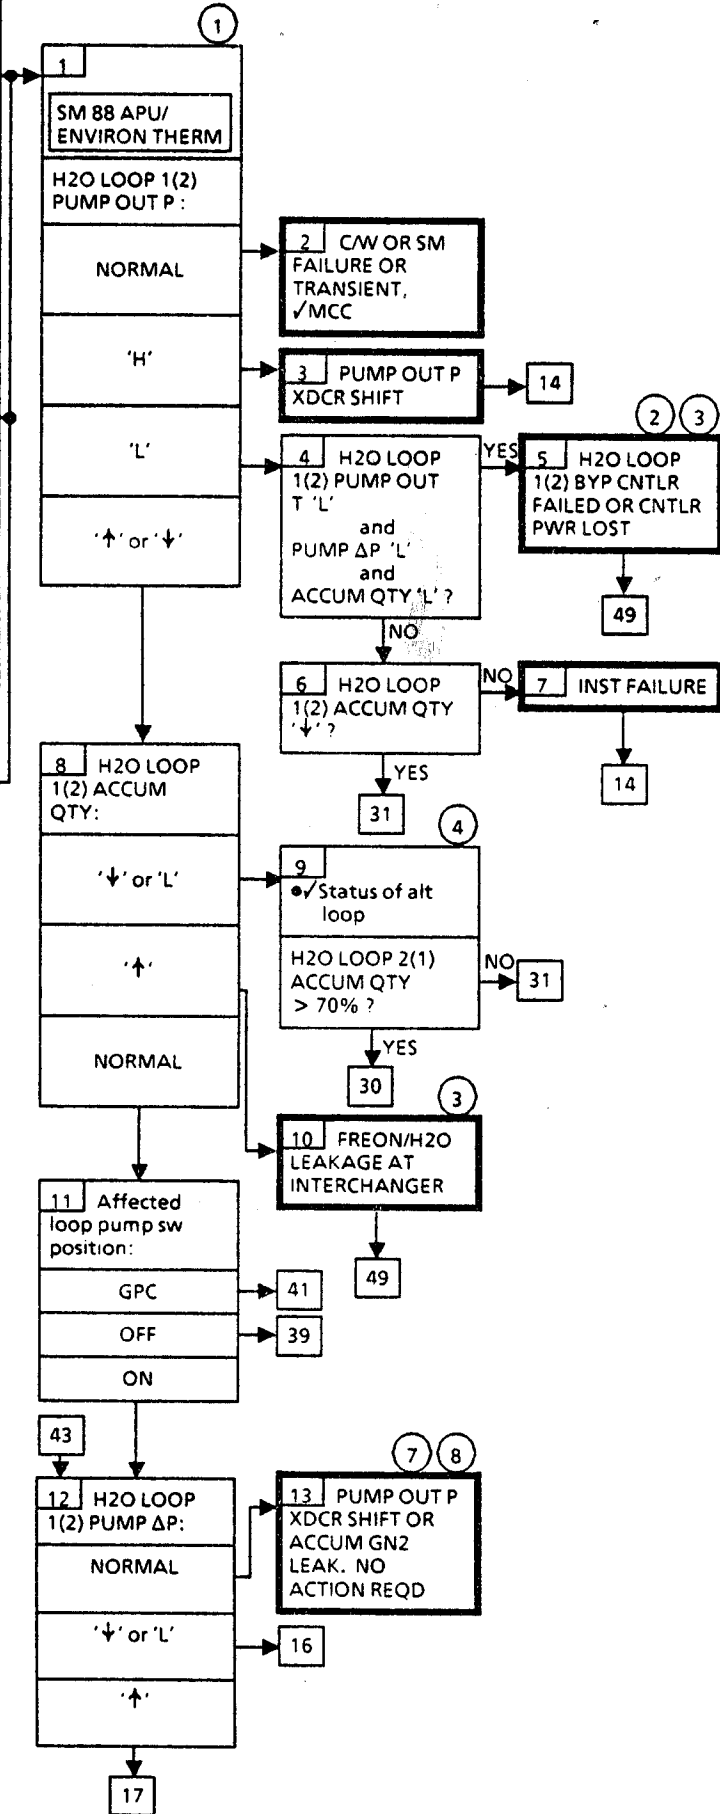 1
1
SM 88 APU/
ENVIRON THERM
H2O LOOP 1(2)
PUMP OUT P :
NORMAL
'H'
'L'
'↑' or '↓'
2 C/W OR SM
FAILURE OR
TRANSIENT,
✓MCC
3 PUMP OUT P
XDCR SHIFT
14
4 H2O LOOP
1(2) PUMP OUT
T 'L'
and
PUMP ΔP 'L'
and
ACCUM QTY 'L' ?
YES
NO
2 3
5 H2O LOOP
1(2) BYP CNTLR
FAILED OR CNTLR
PWR LOST
49
6 H2O LOOP
1(2) ACCUM QTY
'↓' ?
NO
YES
31
7 INST FAILURE
14
8 H2O LOOP
1(2) ACCUM
QTY:
'↓' or 'L'
'↑'
NORMAL
4
9
●✓Status of alt
loop
H2O LOOP 2(1)
ACCUM QTY
> 70% ?
NO
31
YES
30
3
10 FREON/H2O
LEAKAGE AT
INTERCHANGER
49
11 Affected
loop pump sw
position:
GPC
41
OFF
39
ON
43
12 H2O LOOP
1(2) PUMP ΔP:
NORMAL
'↓' or 'L'
16
'↑'
17
7 8
13 PUMP OUT P
XDCR SHIFT OR
ACCUM GN2
LEAK. NO
ACTION REQD